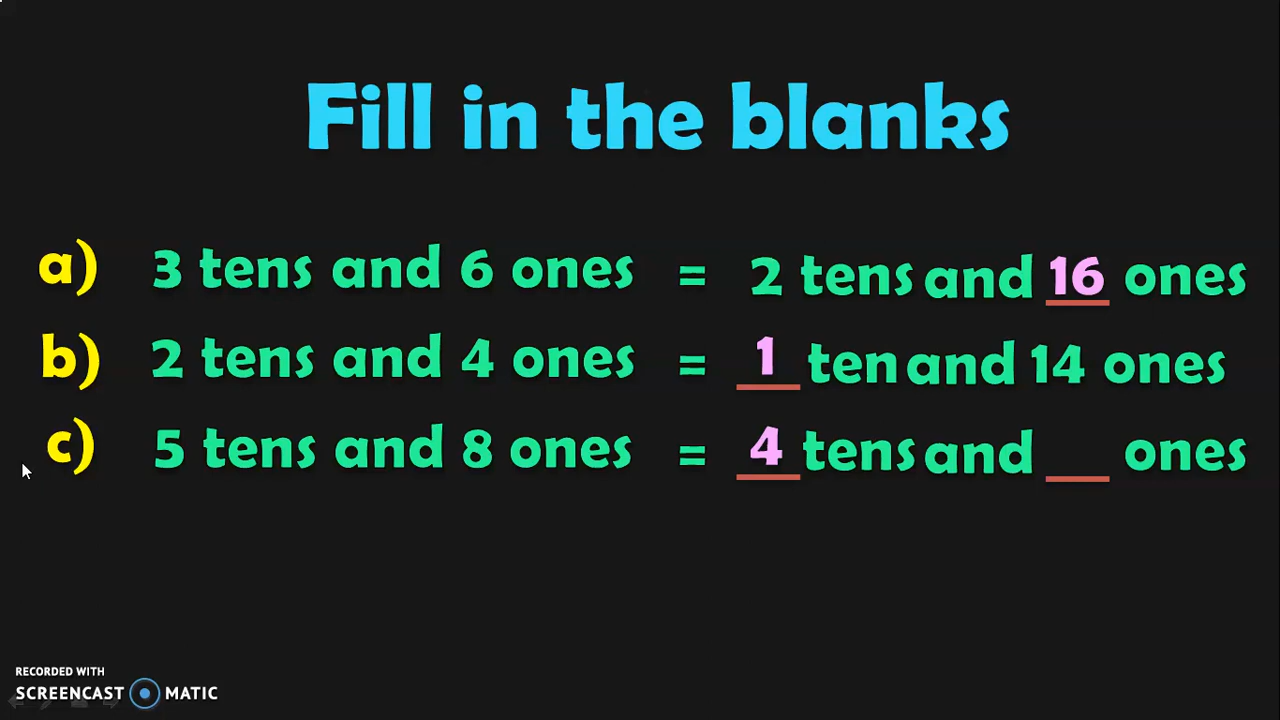 Fill in the blanks
a) 3 tens and 6 ones = 2 tens and 16 ones
b) 2 tens and 4 ones = 1 ten and 14 ones
c) 5 tens and 8 ones = 4 tens and __ ones
RECORDED WITH
SCREENCAST MATIC